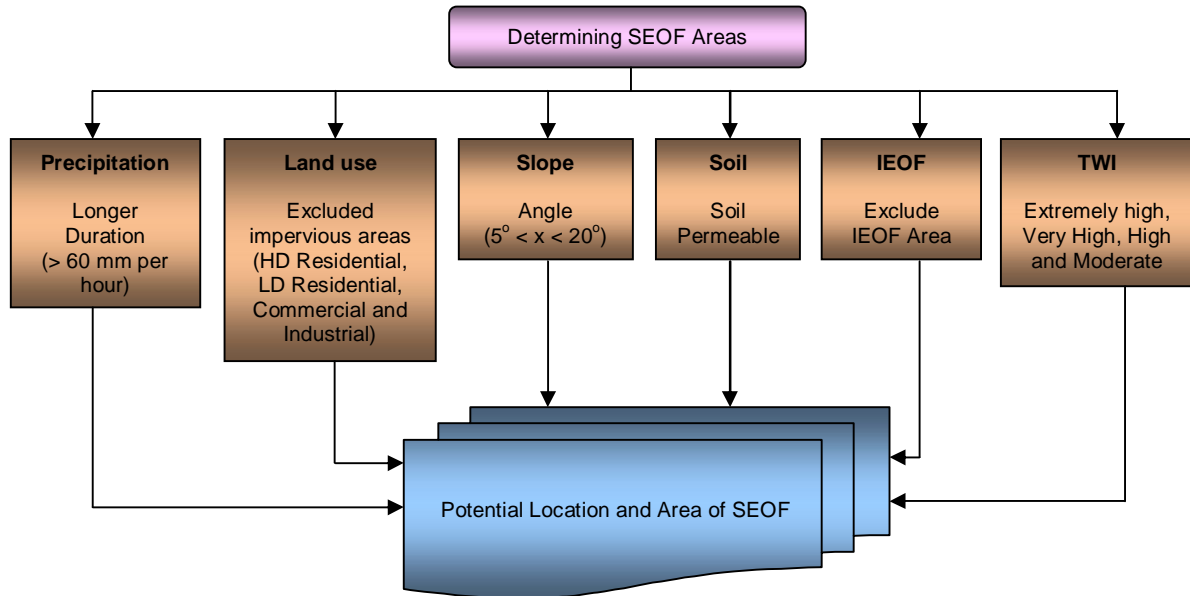 Determining SEOF Areas
Precipitation
Longer
Duration
(> 60 mm per
hour)
Land use
Excluded
impervious areas
(HD Residential,
LD Residential,
Commercial and
Industrial)
Slope
Angle
(5° < x < 20°)
Soil
Soil
Permeable
IEOF
Exclude
IEOF Area
TWI
Extremely high,
Very High, High
and Moderate
Potential Location and Area of SEOF